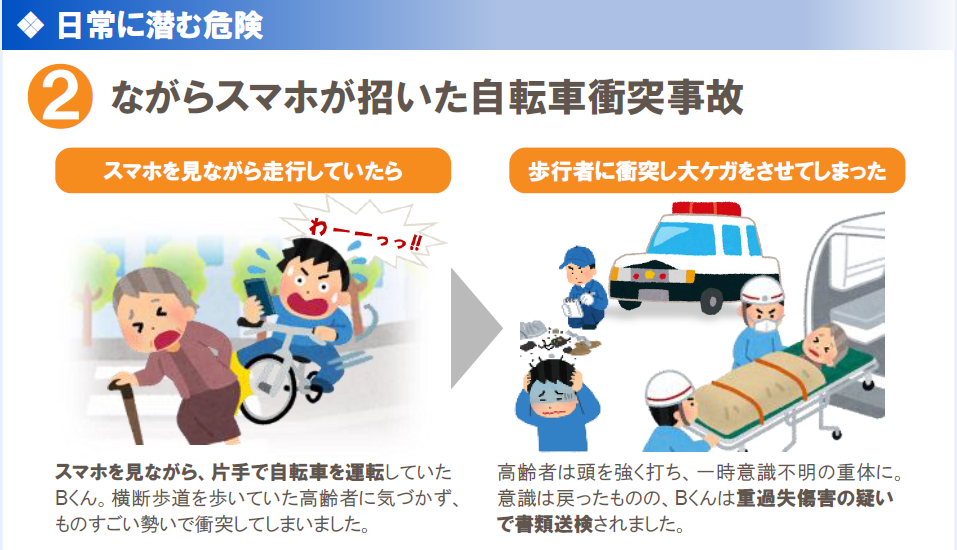 ❖ 日常に潜む危険
2 ながらスマホが招いた自転車衝突事故
スマホを見ながら走行していたら
わーーっっ!!
スマホを見ながら、片手で自転車を運転していた
Bくん。横断歩道を歩いていた高齢者に気づかず、
ものすごい勢いで衝突してしまいました。
歩行者に衝突し大ケガをさせてしまった
高齢者は頭を強く打ち、一時意識不明の重体に。
意識は戻ったものの、Bくんは重過失傷害の疑い
で書類送検されました。